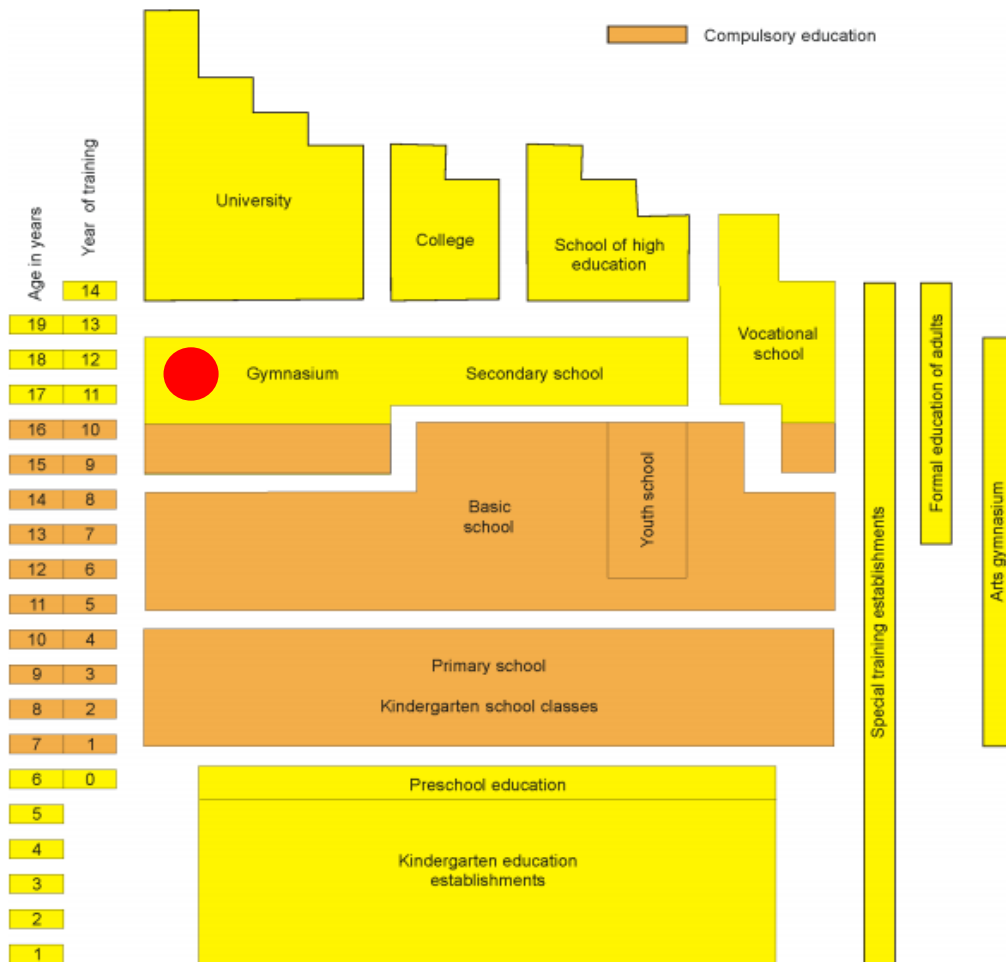 Compulsory education
Age in years
Year of training
University
College
School of high
education
Vocational
school
14
19 13
18 12
17 11
16 10
15 9
14 8
13 7
12 6
11 5
10 4
9 3
8 2
7 1
6 0
5
4
3
2
1
Gymnasium
Secondary school
Basic
school
Youth school
Primary school
Kindergarten school classes
Preschool education
Kindergarten education
establishments
Special training establishments
Formal education of adults
Arts gymnasium